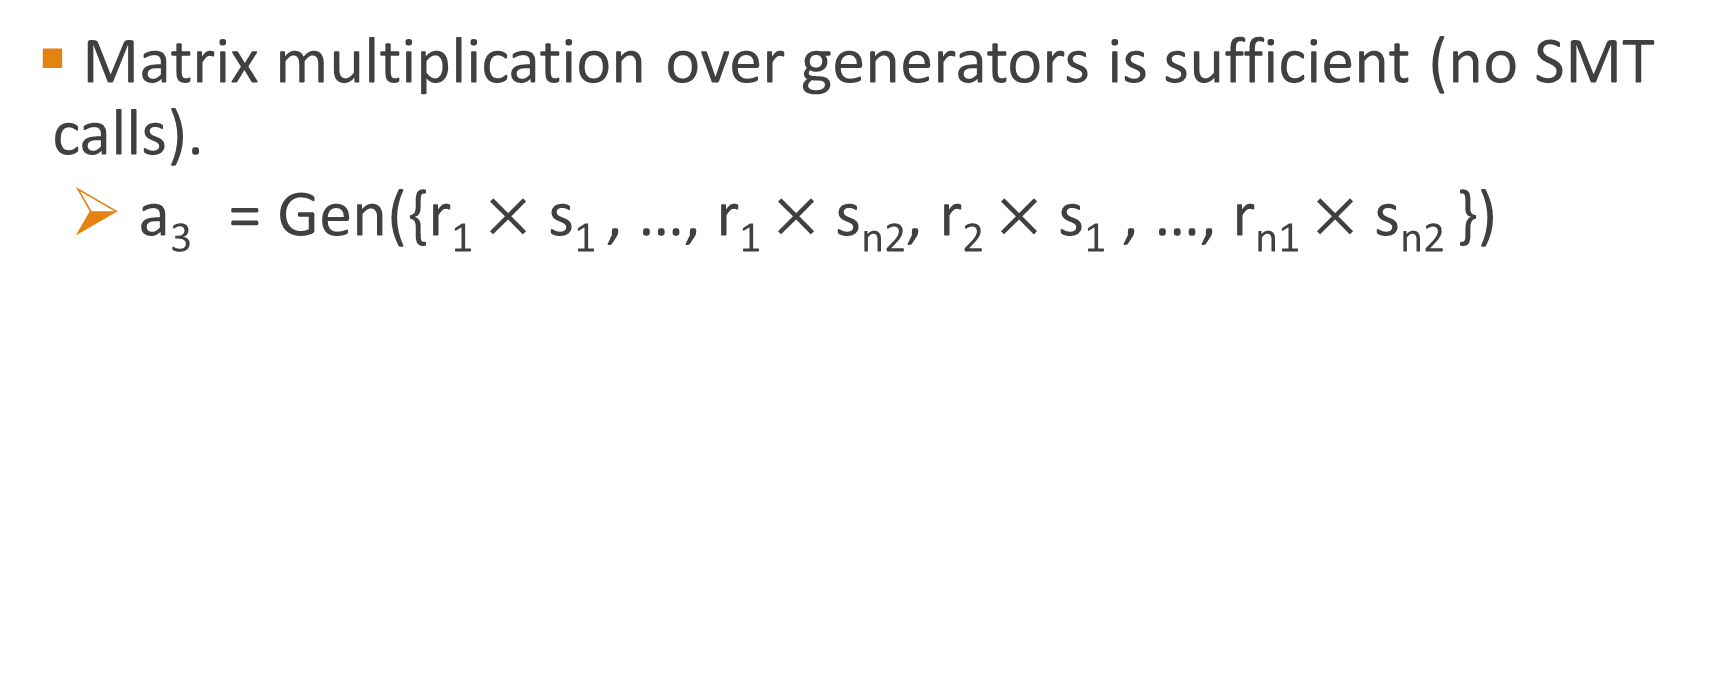 ▪ Matrix multiplication over generators is sufficient (no SMT
calls).
➢ a₃ = Gen({r₁ × s₁ , …, r₁ × sₙ₂, r₂ × s₁ , …, rₙ₁ × sₙ₂ })